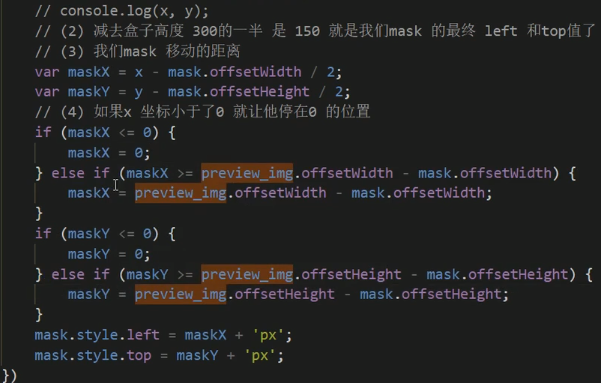 // console.log(x, y);
// (2) 减去盒子高度 300的一半 是 150 就是我们mask 的最终 left 和top值了
// (3) 我们mask 移动的距离
var maskX = x - mask.offsetWidth / 2;
var maskY = y - mask.offsetHeight / 2;
// (4) 如果x 坐标小于了0 就让他停在0 的位置
if (maskX <= 0) {
    maskX = 0;
} else if (maskX >= preview_img.offsetWidth - mask.offsetWidth) {
    maskX = preview_img.offsetWidth - mask.offsetWidth;
}
if (maskY <= 0) {
    maskY = 0;
} else if (maskY >= preview_img.offsetHeight - mask.offsetHeight) {
    maskY = preview_img.offsetHeight - mask.offsetHeight;
}
mask.style.left = maskX + 'px';
mask.style.top = maskY + 'px';
})